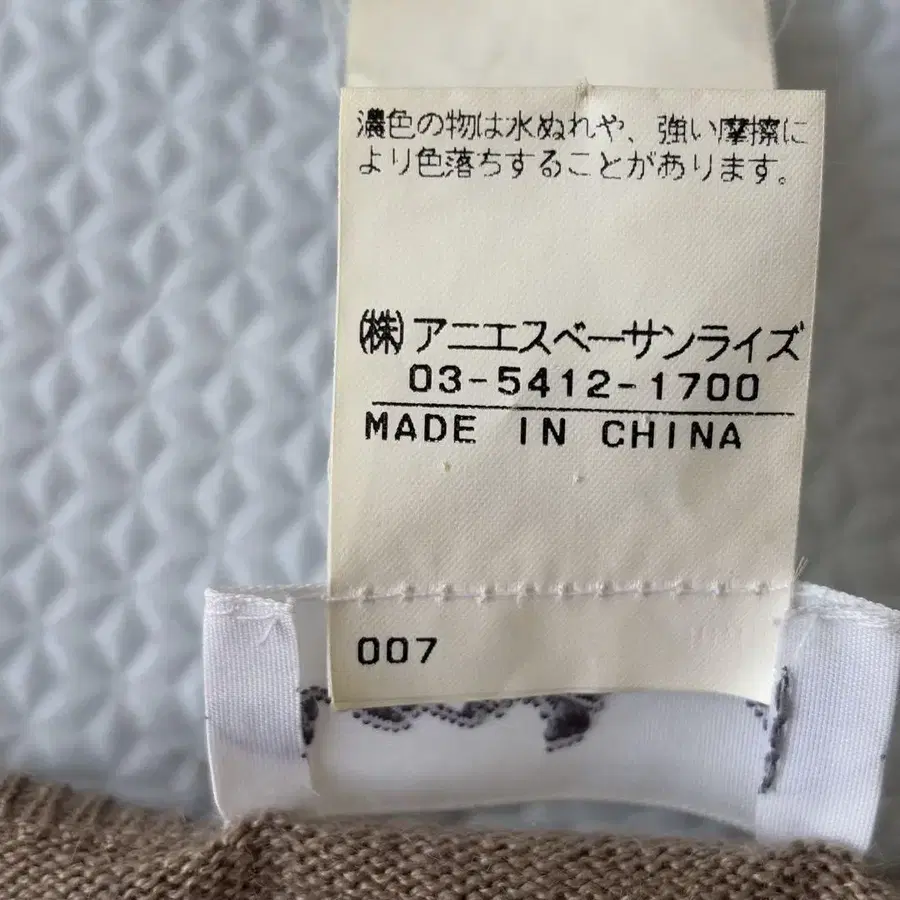 濃色の物は水ぬれや、強い摩擦に
より色落ちすることがあります。
㈱アニエスベーサンライズ
03-5412-1700
MADE IN CHINA
007